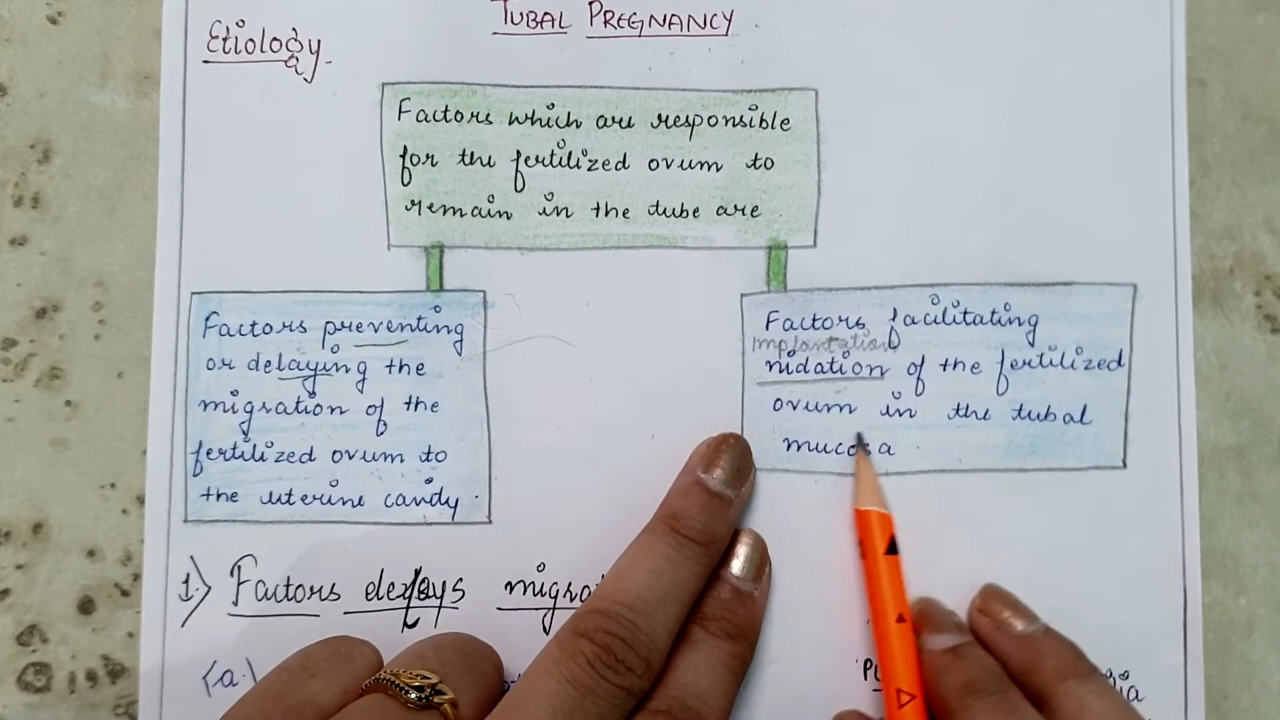 TUBAL PREGNANCY
Etiology.
Factors which are responsible
for the fertilized ovum to
remain in the tube are
Factors preventing
or delaying the
migration of the
fertilized ovum to
the uterine candy.
Factors facilitating
Implantation
nidation of the fertilized
ovum in the tubal
mucosa.
1.) Factors delays
(a.)